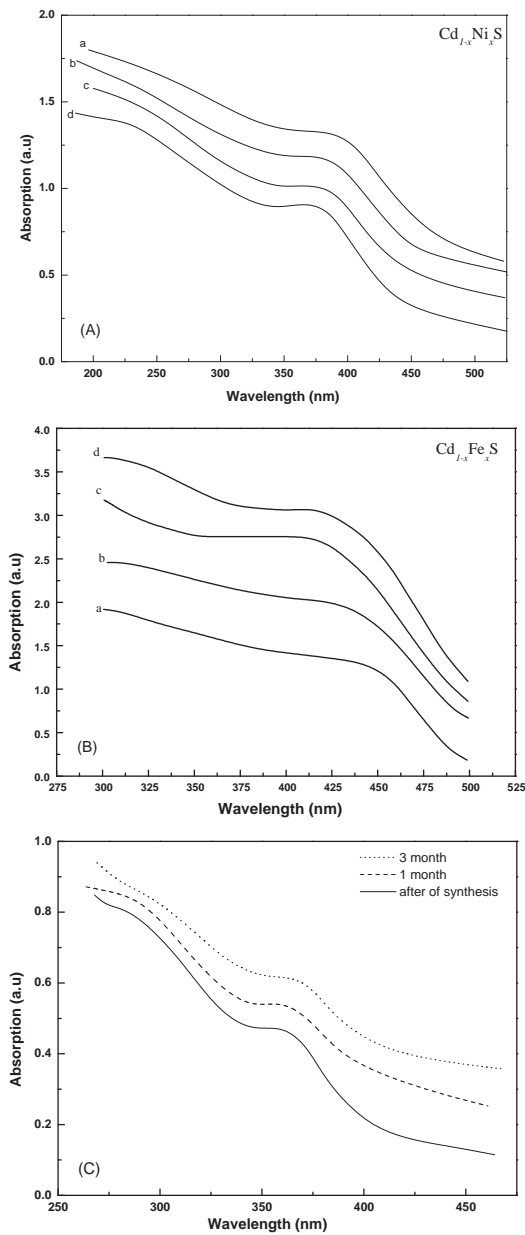 2.0
Cd1-xNixS
a
b
c
d
1.5
1.0
0.5
0.0
Absorption (a.u)
(A)
200 250 300 350 400 450 500
Wavelength (nm)
4.0
3.5
3.0
2.5
2.0
1.5
1.0
0.5
0.0
Absorption (a.u)
Cd1-xFexS
d
c
b
a
(B)
275 300 325 350 375 400 425 450 475 500 525
Wavelength (nm)
1.0
0.8
0.6
0.4
0.2
0.0
Absorption (a.u)
3 month
1 month
after of synthesis
(C)
250 300 350 400 450
Wavelength (nm)